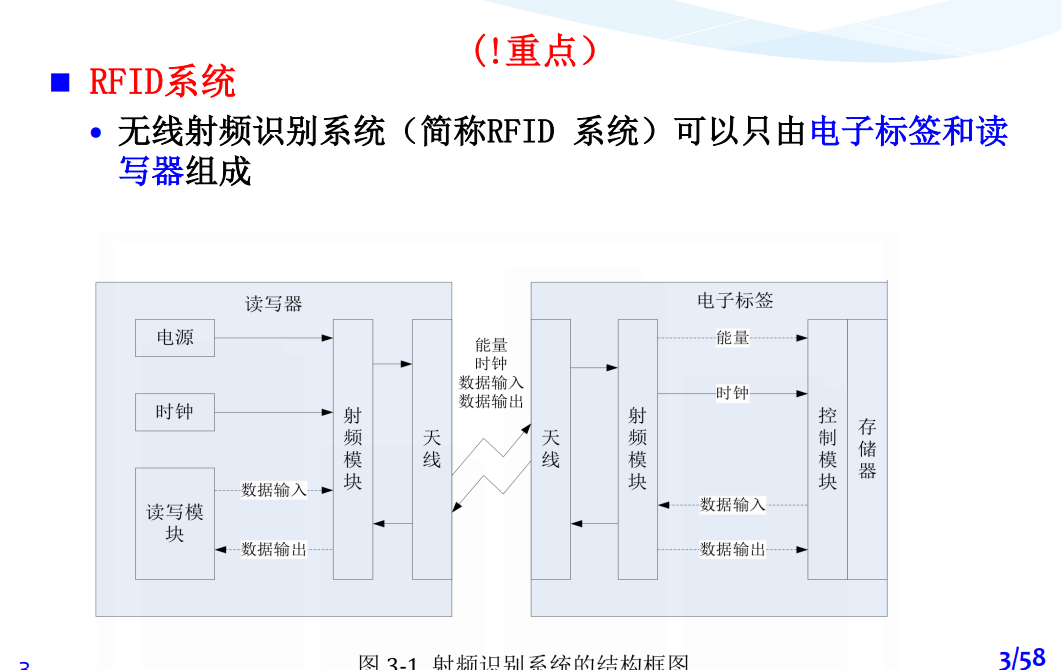 (!重点）
■ RFID系统
• 无线射频识别系统（简称RFID 系统）可以只由电子标签和读
写器组成
读写器
电源
时钟
读写模
块
数据输入
数据输出
射
频
模
块
天
线
能量
时钟
数据输入
数据输出
电子标签
天
线
射
频
模
块
能量
时钟
数据输入
数据输出
控
制
模
块
存
储
器
图 3-1 射频识别系统的结构框图
3
3/58